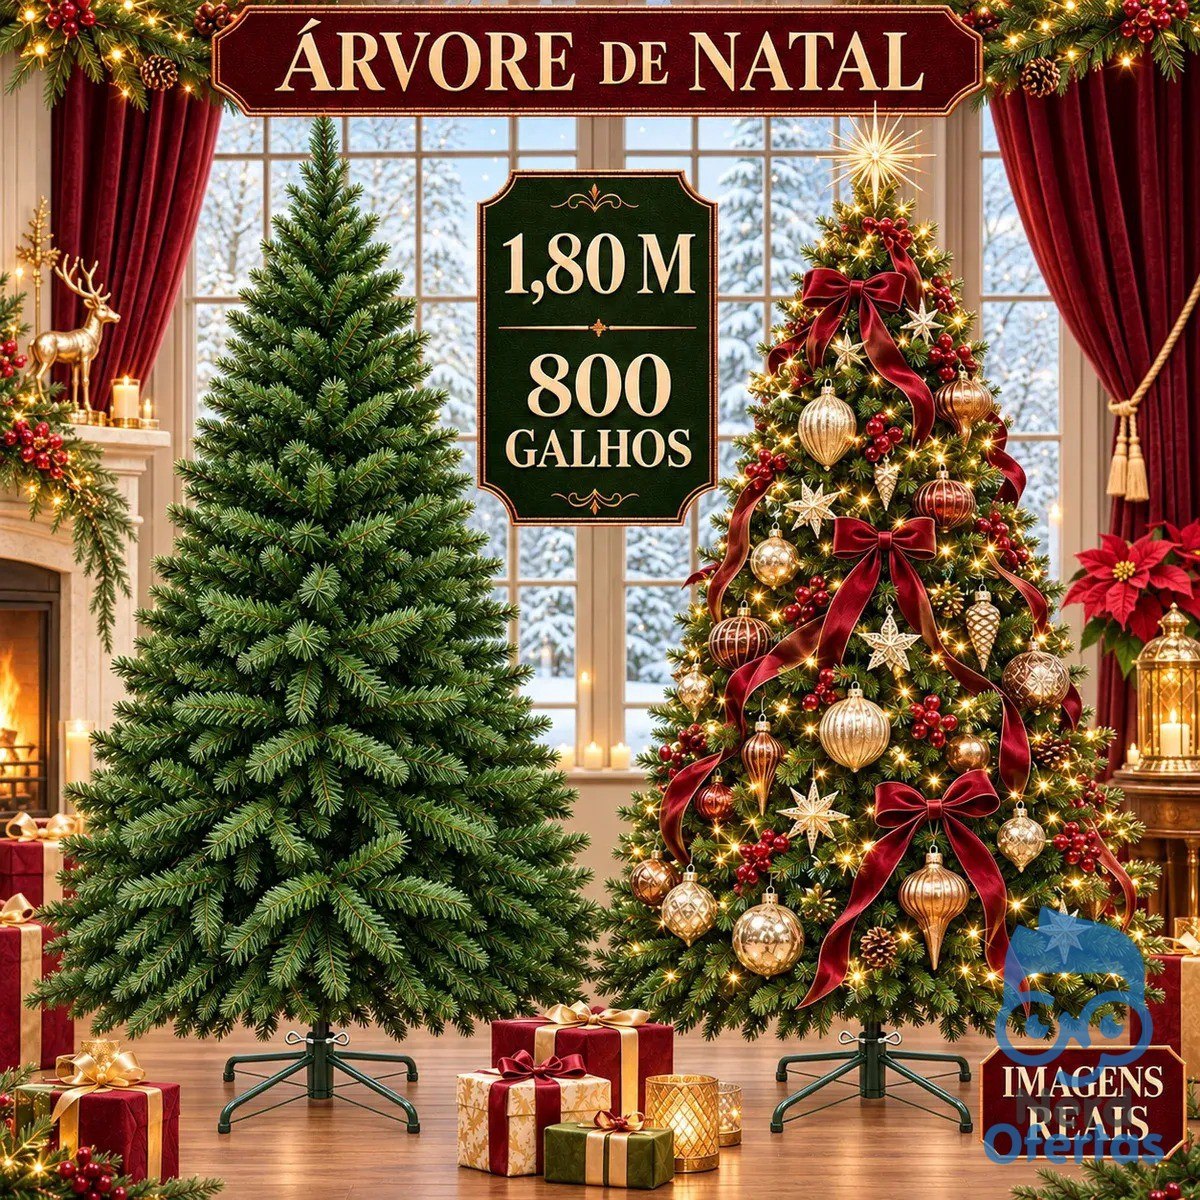 ÁRVORE DE NATAL
1,80 M
800
GALHOS
IMAGENS
REAIS
Ofertas